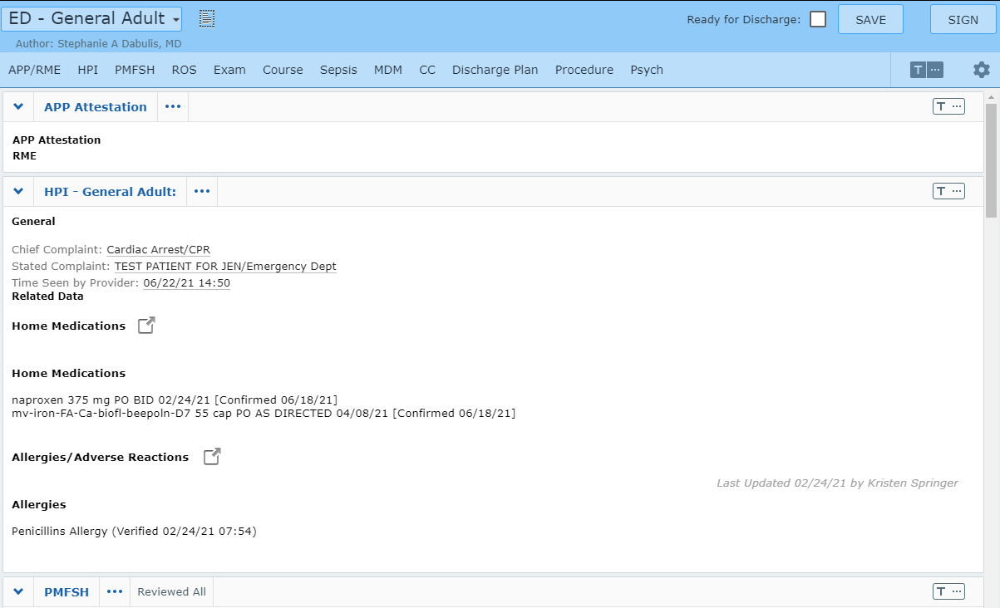 ED - General Adult
Ready for Discharge:
SAVE
SIGN
Author: Stephanie A Dabulis, MD
APP/RME HPI PMFSH ROS Exam Course Sepsis MDM CC Discharge Plan Procedure Psych
T ···
APP Attestation ··· T ···
APP Attestation
RME
HPI - General Adult: ··· T ···
General
Chief Complaint: Cardiac Arrest/CPR
Stated Complaint: TEST PATIENT FOR JEN/Emergency Dept
Time Seen by Provider: 06/22/21 14:50
Related Data
Home Medications
Home Medications
naproxen 375 mg PO BID 02/24/21 [Confirmed 06/18/21]
mv-iron-FA-Ca-biofl-beepoln-D7 55 cap PO AS DIRECTED 04/08/21 [Confirmed 06/18/21]
Allergies/Adverse Reactions
Last Updated 02/24/21 by Kristen Springer
Allergies
Penicillins Allergy (Verified 02/24/21 07:54)
PMFSH ··· Reviewed All T ···